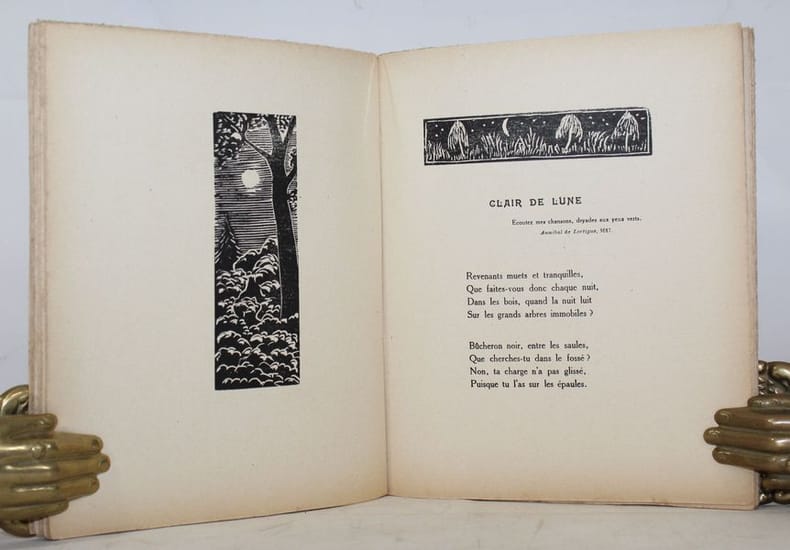 CLAIR DE LUNE
Ecoutez mes chansons, dryades aux yeux verts.
Annibal de Lortigue, 1617.
Revenants muets et tranquilles,
Que faites-vous donc chaque nuit,
Dans les bois, quand la nuit luit
Sur les grands arbres immobiles ?
Bûcheron noir, entre les saules,
Que cherches-tu dans le fossé ?
Non, ta charge n'a pas glissé,
Puisque tu l'as sur les épaules.